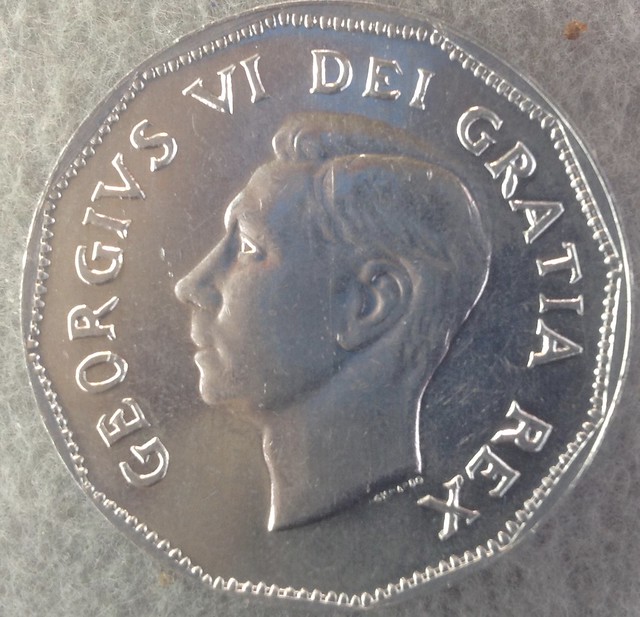 GEORGIVS VI DEI GRATIA REX